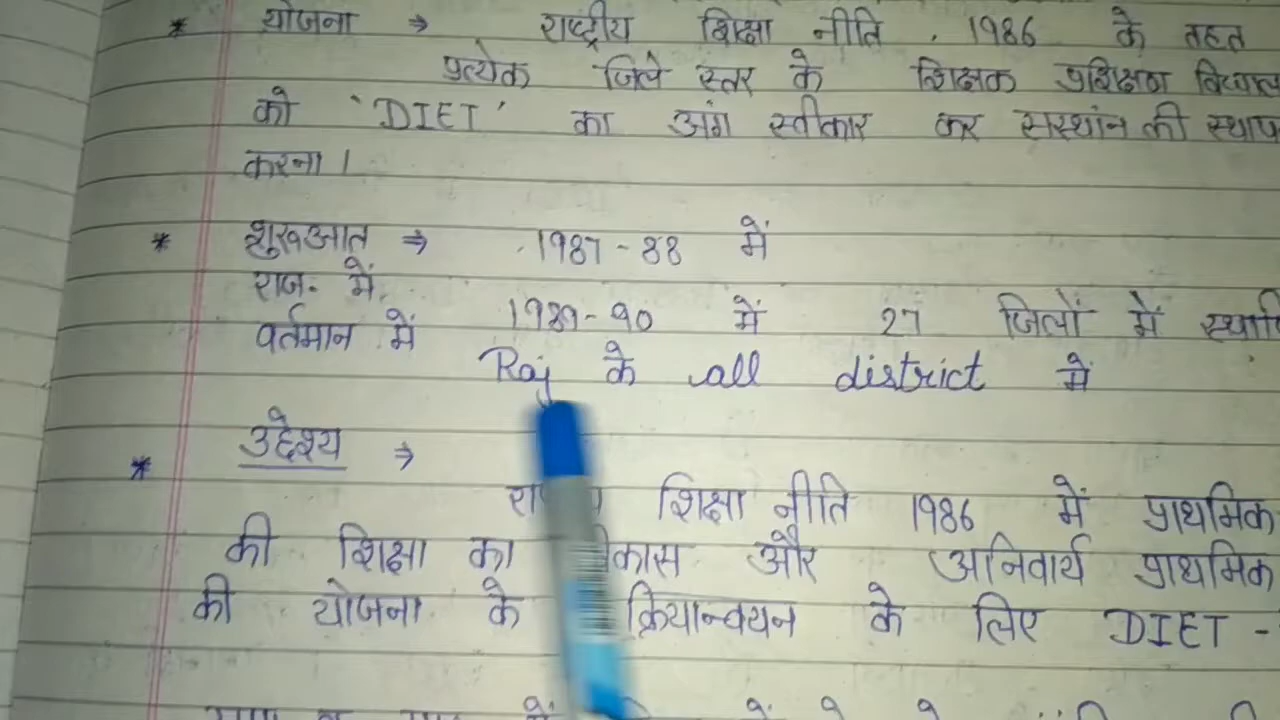 * योजना ⇒ राष्ट्रीय शिक्षा नीति . 1986 के तहत
प्रत्येक जिले स्तर के शिक्षक प्रशिक्षण
को 'DIET' का अंग स्वीकार कर संस्थान की
करना।
* शुरुआत ⇒ 1987-88 में
राज. में
1989-90 में 27 जिलों में
वर्तमान में Raj के all district में
* उद्देश्य ⇒
शिक्षा नीति 1986 में प्राथमिक
की शिक्षा का और अनिवार्य प्राथमिक
की योजना के क्रियान्वयन के लिए DIET -